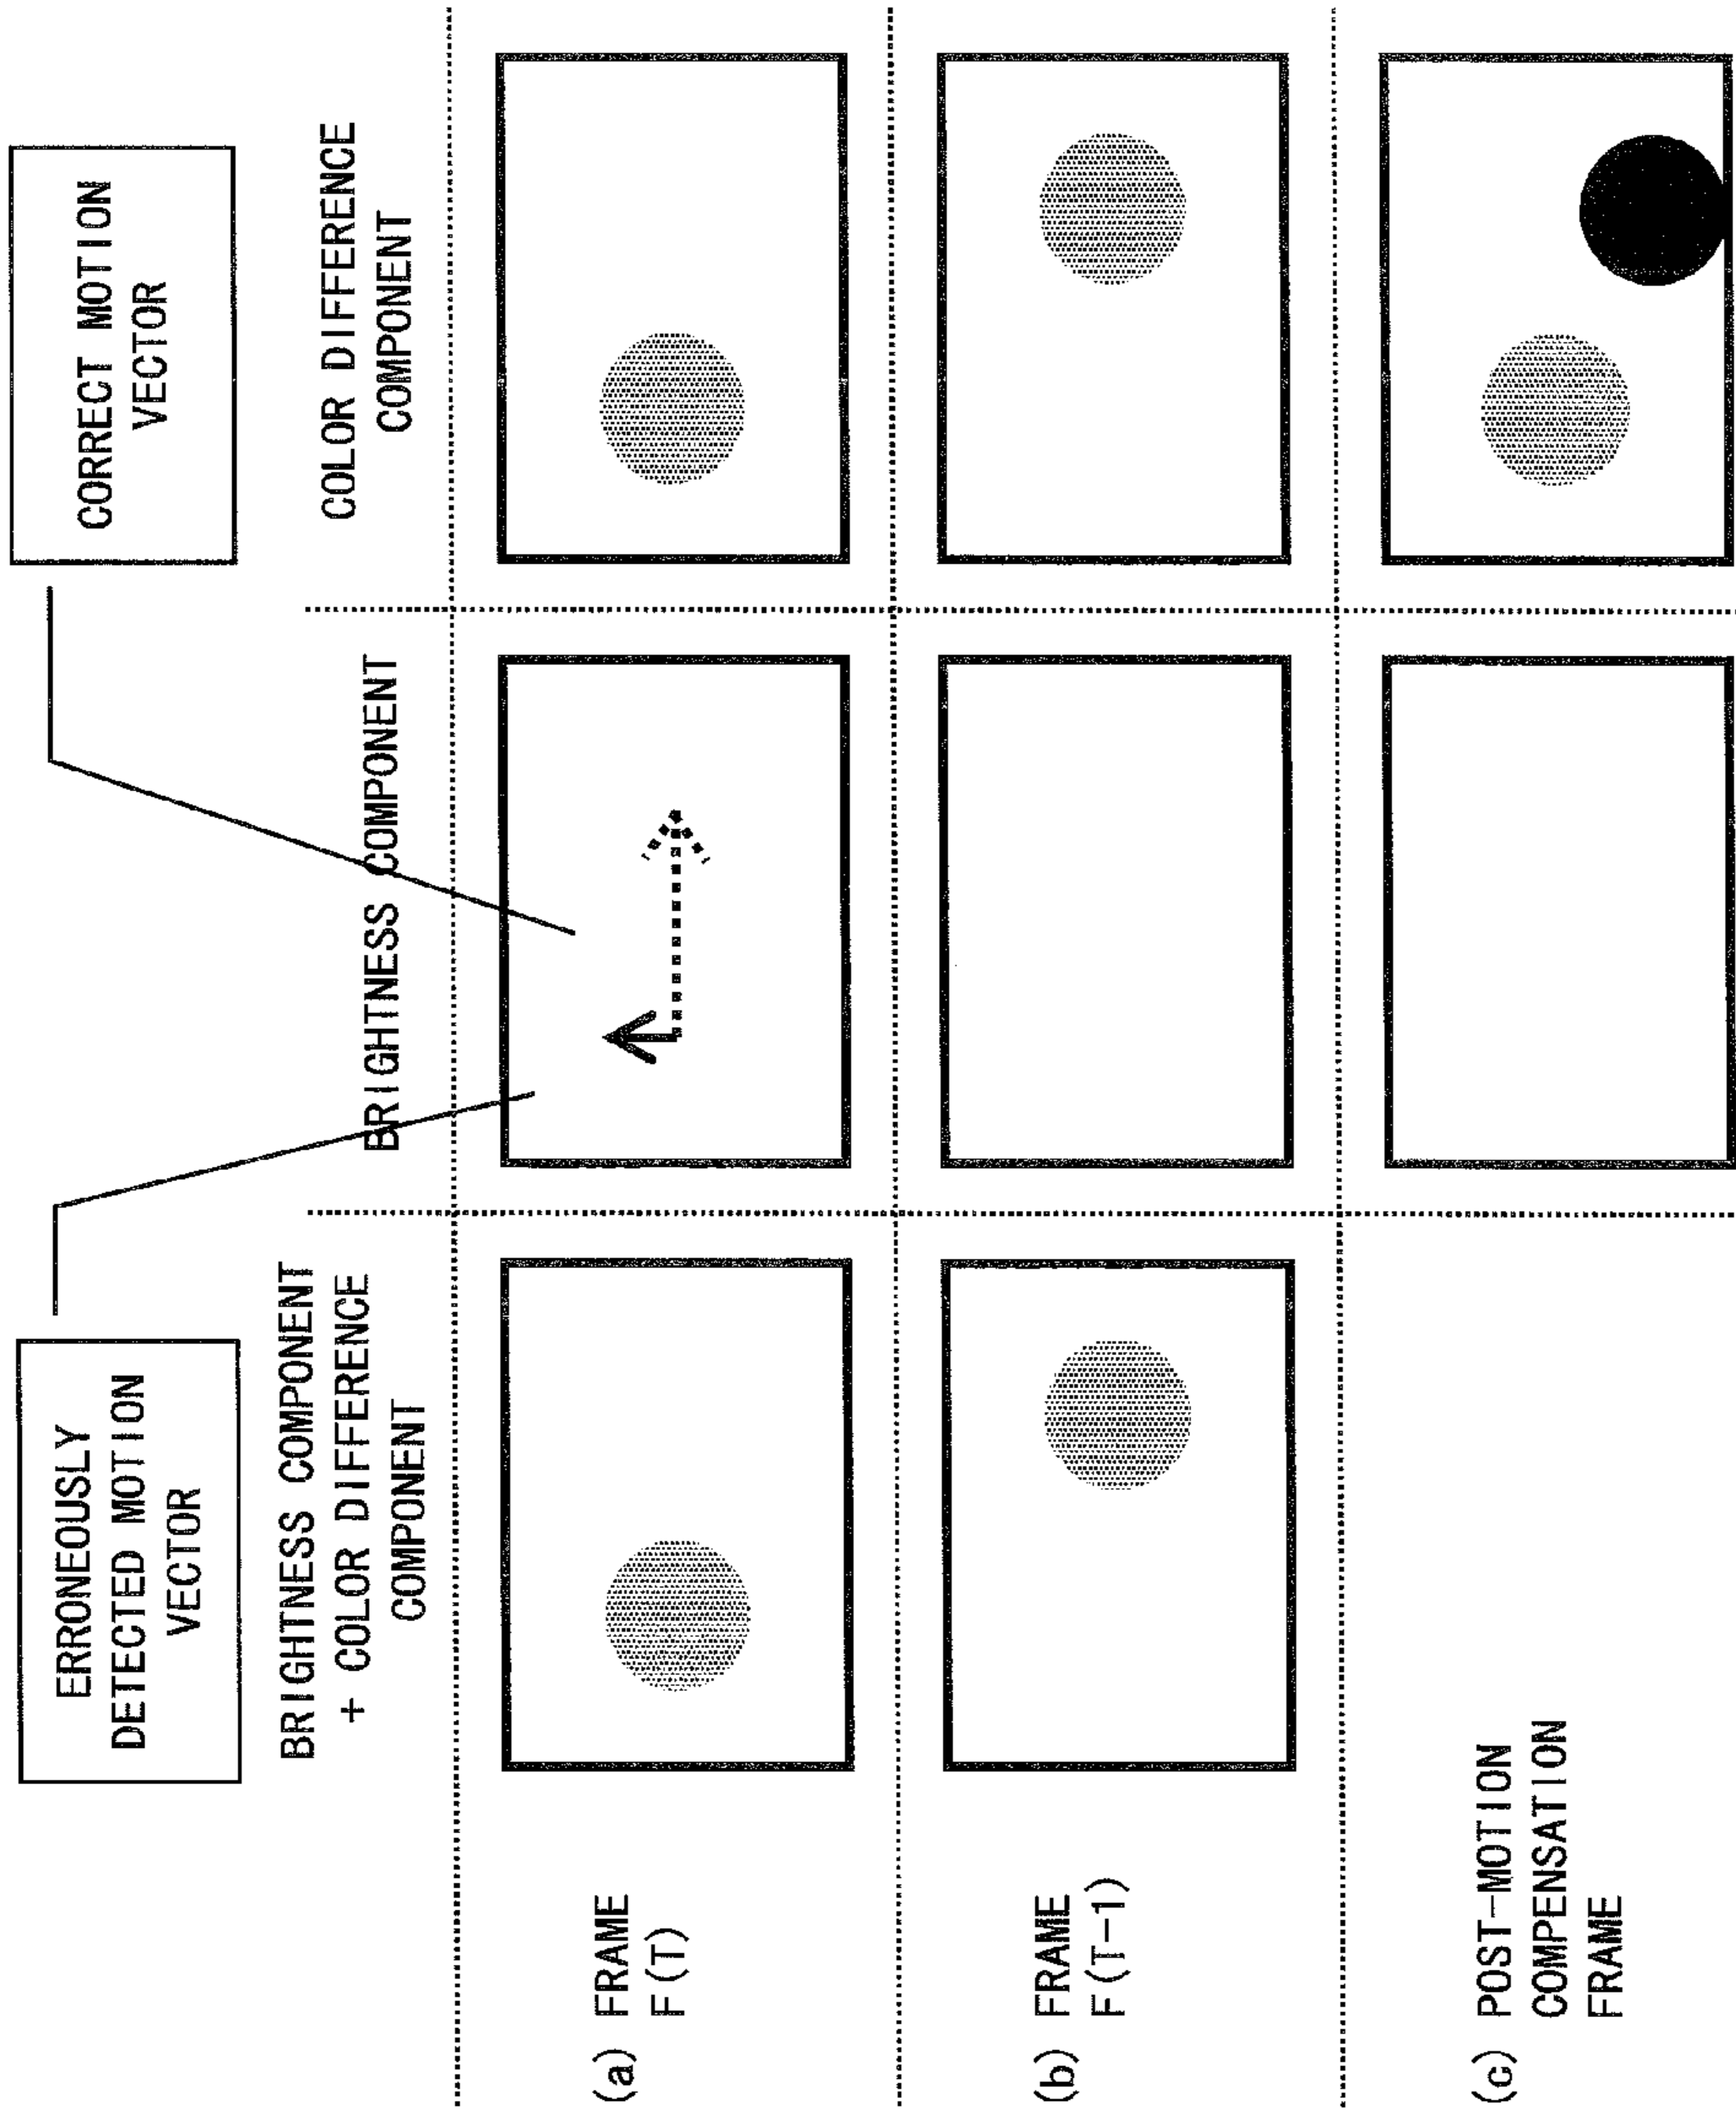 ERRONEOUSLY
DETECTED MOTION
VECTOR
CORRECT MOTION
VECTOR
BRIGHTNESS COMPONENT
+ COLOR DIFFERENCE
COMPONENT
BRIGHTNESS COMPONENT
COLOR DIFFERENCE
COMPONENT
(a) FRAME
F(T)
(b) FRAME
F(T-1)
(c) POST-MOTION
COMPENSATION
FRAME